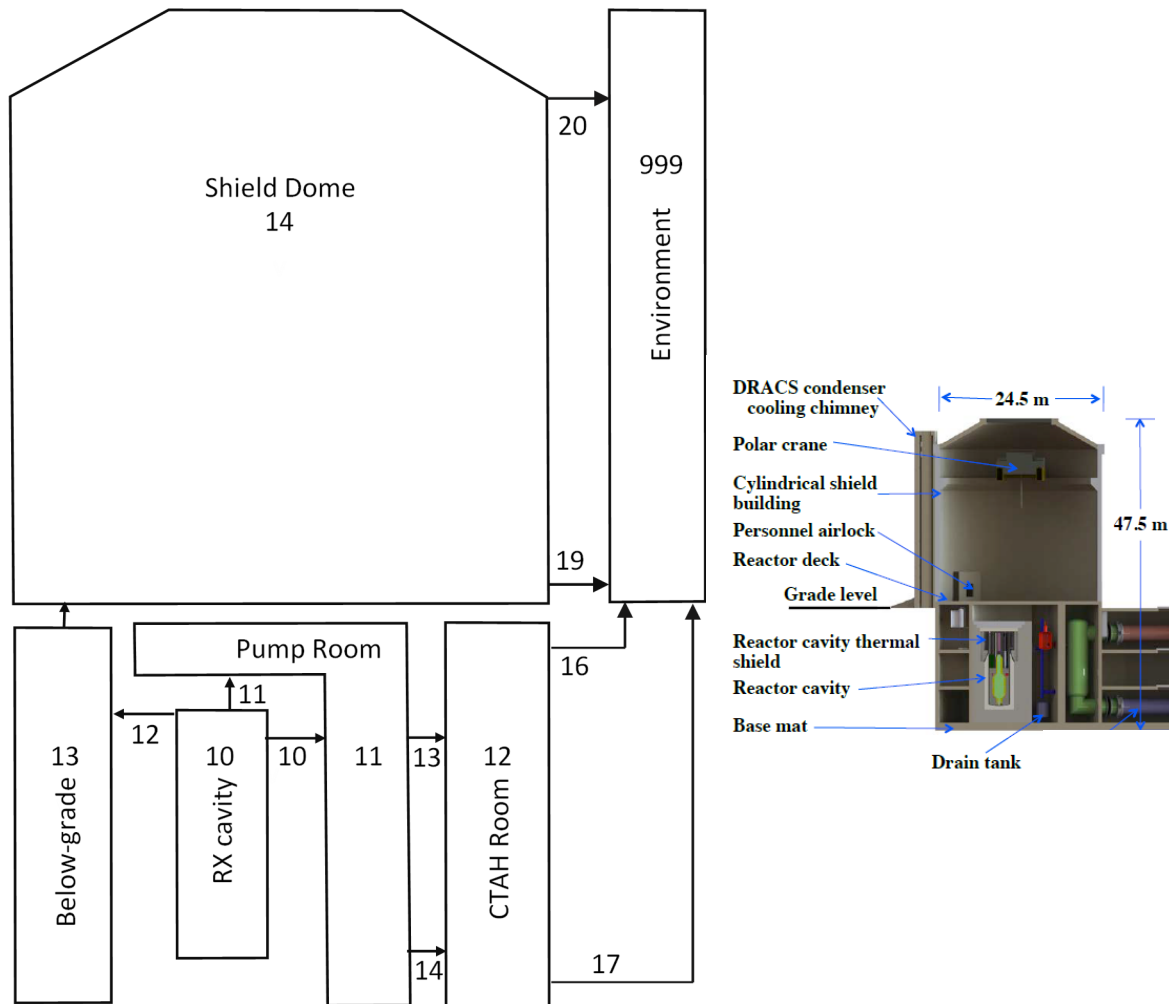 Shield Dome
14
20
999
Environment
19
Pump Room
16
11
12
10
13
13
Below-grade
10
RX cavity
11
12
CTAH Room
14
17
DRACS condenser
cooling chimney
24.5 m
Polar crane
Cylindrical shield
building
47.5 m
Personnel airlock
Reactor deck
Grade level
Reactor cavity thermal
shield
Reactor cavity
Base mat
Drain tank